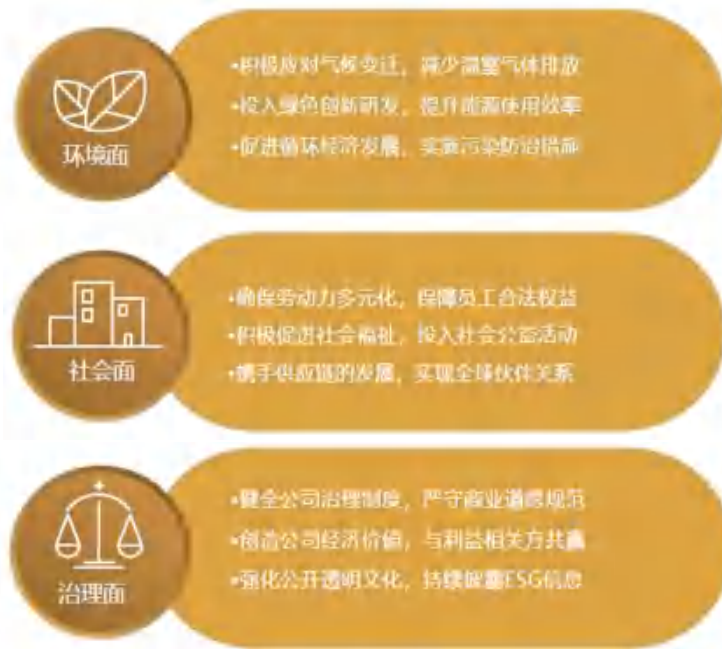 环境面
•积极应对气候变迁，减少温室气体排放
•投入绿色创新研发，提升能源使用效率
•促进循环经济发展，实施污染防治措施
社会面
•确保劳动力多元化，保障员工合法权益
•积极促进社会福祉，投入社会公益活动
•携手供应链的发展，实现全球伙伴关系
治理面
•健全公司治理制度，严守商业道德规范
•创造公司经济价值，与利益相关方共赢
•强化公开透明文化，持续披露ESG信息